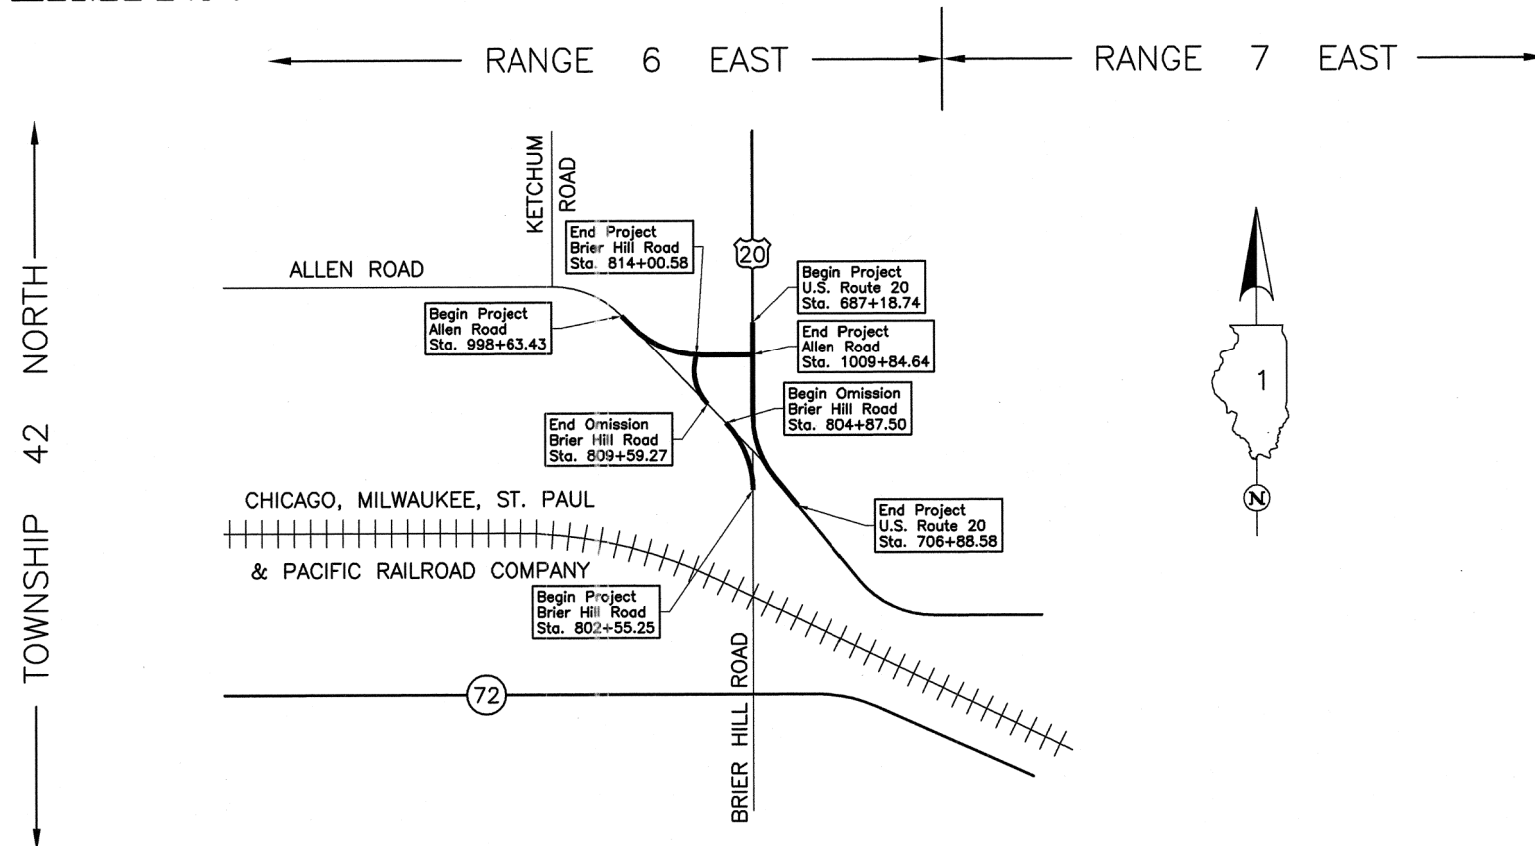 RANGE 6 EAST
RANGE 7 EAST
TOWNSHIP 42 NORTH
KETCHUM
ROAD
ALLEN ROAD
End Project
Brier Hill Road
Sta. 814+00.58
20
Begin Project
U.S. Route 20
Sta. 687+18.74
Begin Project
Allen Road
Sta. 998+63.43
End Project
Allen Road
Sta. 1009+84.64
Begin Omission
Brier Hill Road
Sta. 804+87.50
End Omission
Brier Hill Road
Sta. 809+59.27
1
N
CHICAGO, MILWAUKEE, ST. PAUL
& PACIFIC RAILROAD COMPANY
End Project
U.S. Route 20
Sta. 706+88.58
Begin Project
Brier Hill Road
Sta. 802+55.25
72
BRIER HILL ROAD